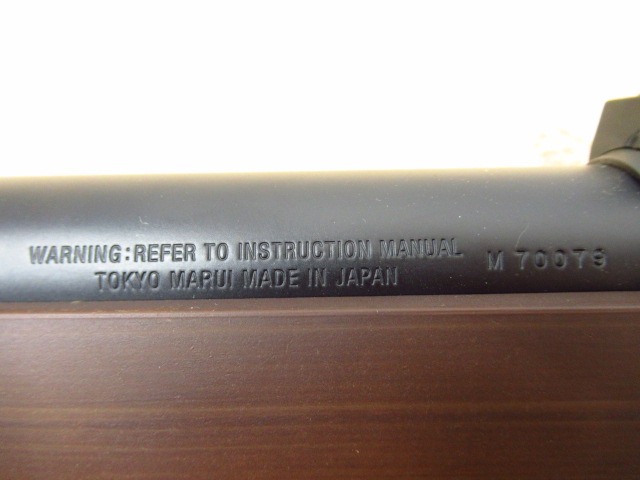 WARNING:REFER TO INSTRUCTION MANUAL M 70079
TOKYO MARUI MADE IN JAPAN